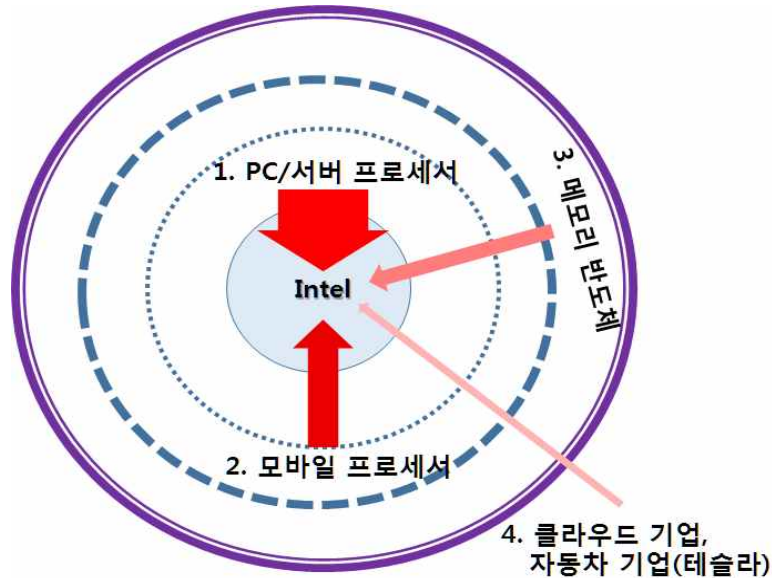 1. PC/서버 프로세서
3. 메모리 반도체
Intel
2. 모바일 프로세서
4. 클라우드 기업,
자동차 기업(테슬라)